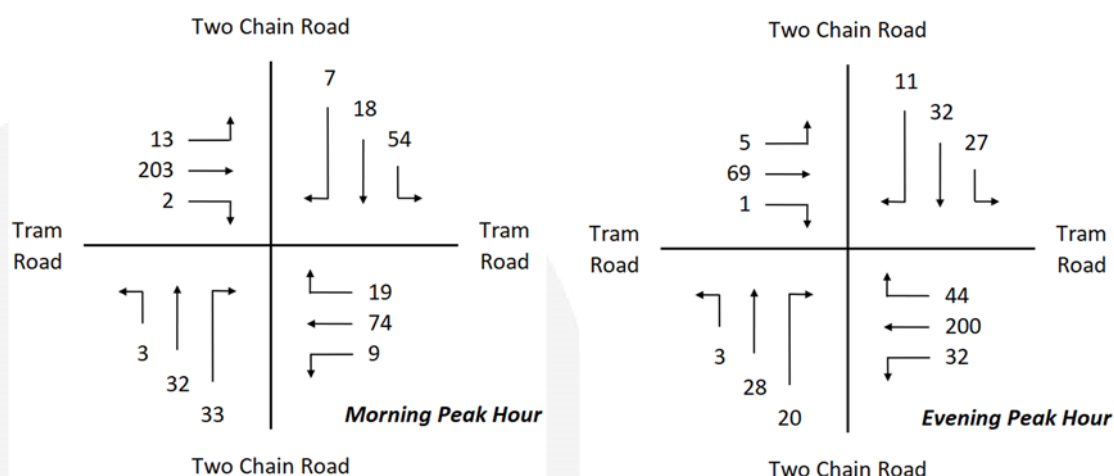 Two Chain Road
7
18
54
13
203
2
Tram
Road
Tram
Road
19
74
9
3
32
33
Morning Peak Hour
Two Chain Road
Two Chain Road
11
32
27
5
69
1
Tram
Road
Tram
Road
44
200
32
3
28
20
Evening Peak Hour
Two Chain Road